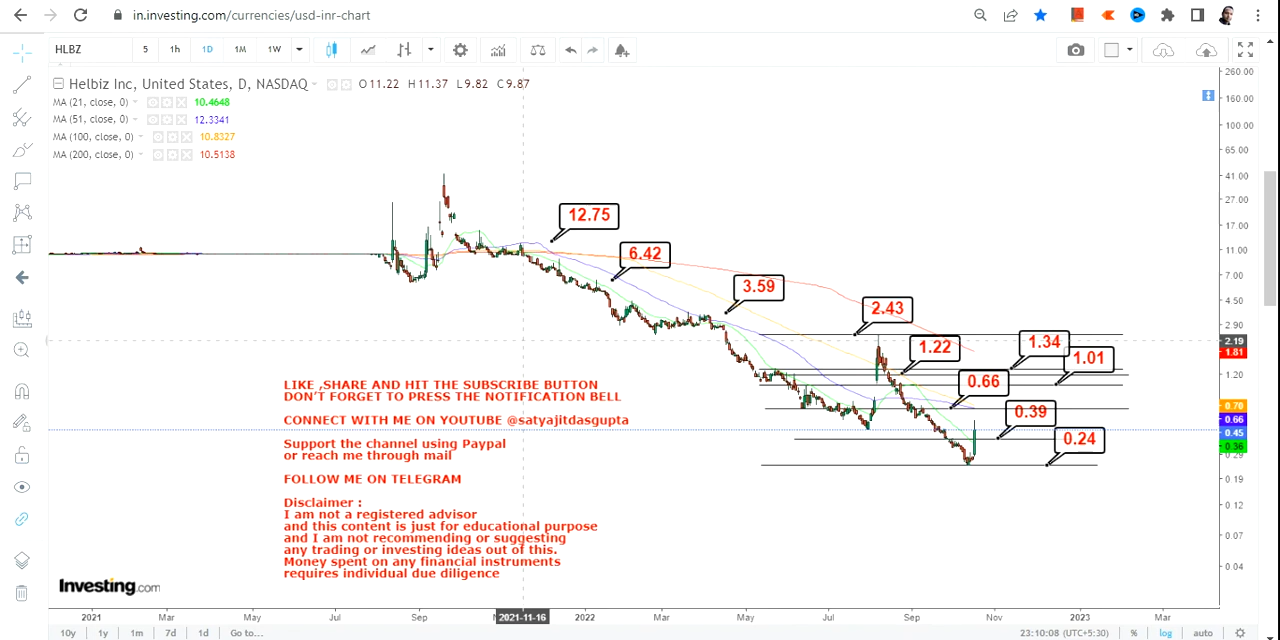 in.investing.com/currencies/usd-inr-chart
HLBZ 5 1h 1D 1M 1W
Helbiz Inc, United States, D, NASDAQ O11.22 H11.37 L9.82 C9.87
MA (21, close, 0) 10.4648
MA (51, close, 0) 12.3341
MA (100, close, 0) 10.8327
MA (200, close, 0) 10.5138
260.00
160.00
100.00
65.00
41.00
27.00
17.00
11.00
7.00
4.50
2.90
2.19
1.81
1.20
0.70
0.66
0.45
0.36
0.29
0.19
0.12
0.07
0.04
12.75
6.42
3.59
2.43
1.22
1.34
1.01
0.66
0.39
0.24
LIKE ,SHARE AND HIT THE SUBSCRIBE BUTTON
DON'T FORGET TO PRESS THE NOTIFICATION BELL
CONNECT WITH ME ON YOUTUBE @satyajitdasgupta
Support the channel using Paypal
or reach me through mail
FOLLOW ME ON TELEGRAM
Disclaimer :
I am not a registered advisor
and this content is just for educational purpose
and I am not recommending or suggesting
any trading or investing ideas out of this.
Money spent on any financial instruments
requires individual due diligence
Investing.com
2021 Mar May Jul Sep 2021-11-16 2022 Mar May Jul Sep Nov 2023 Mar
10y 1y 1m 7d 1d Go to... 23:10:08 (UTC+5:30) % log auto